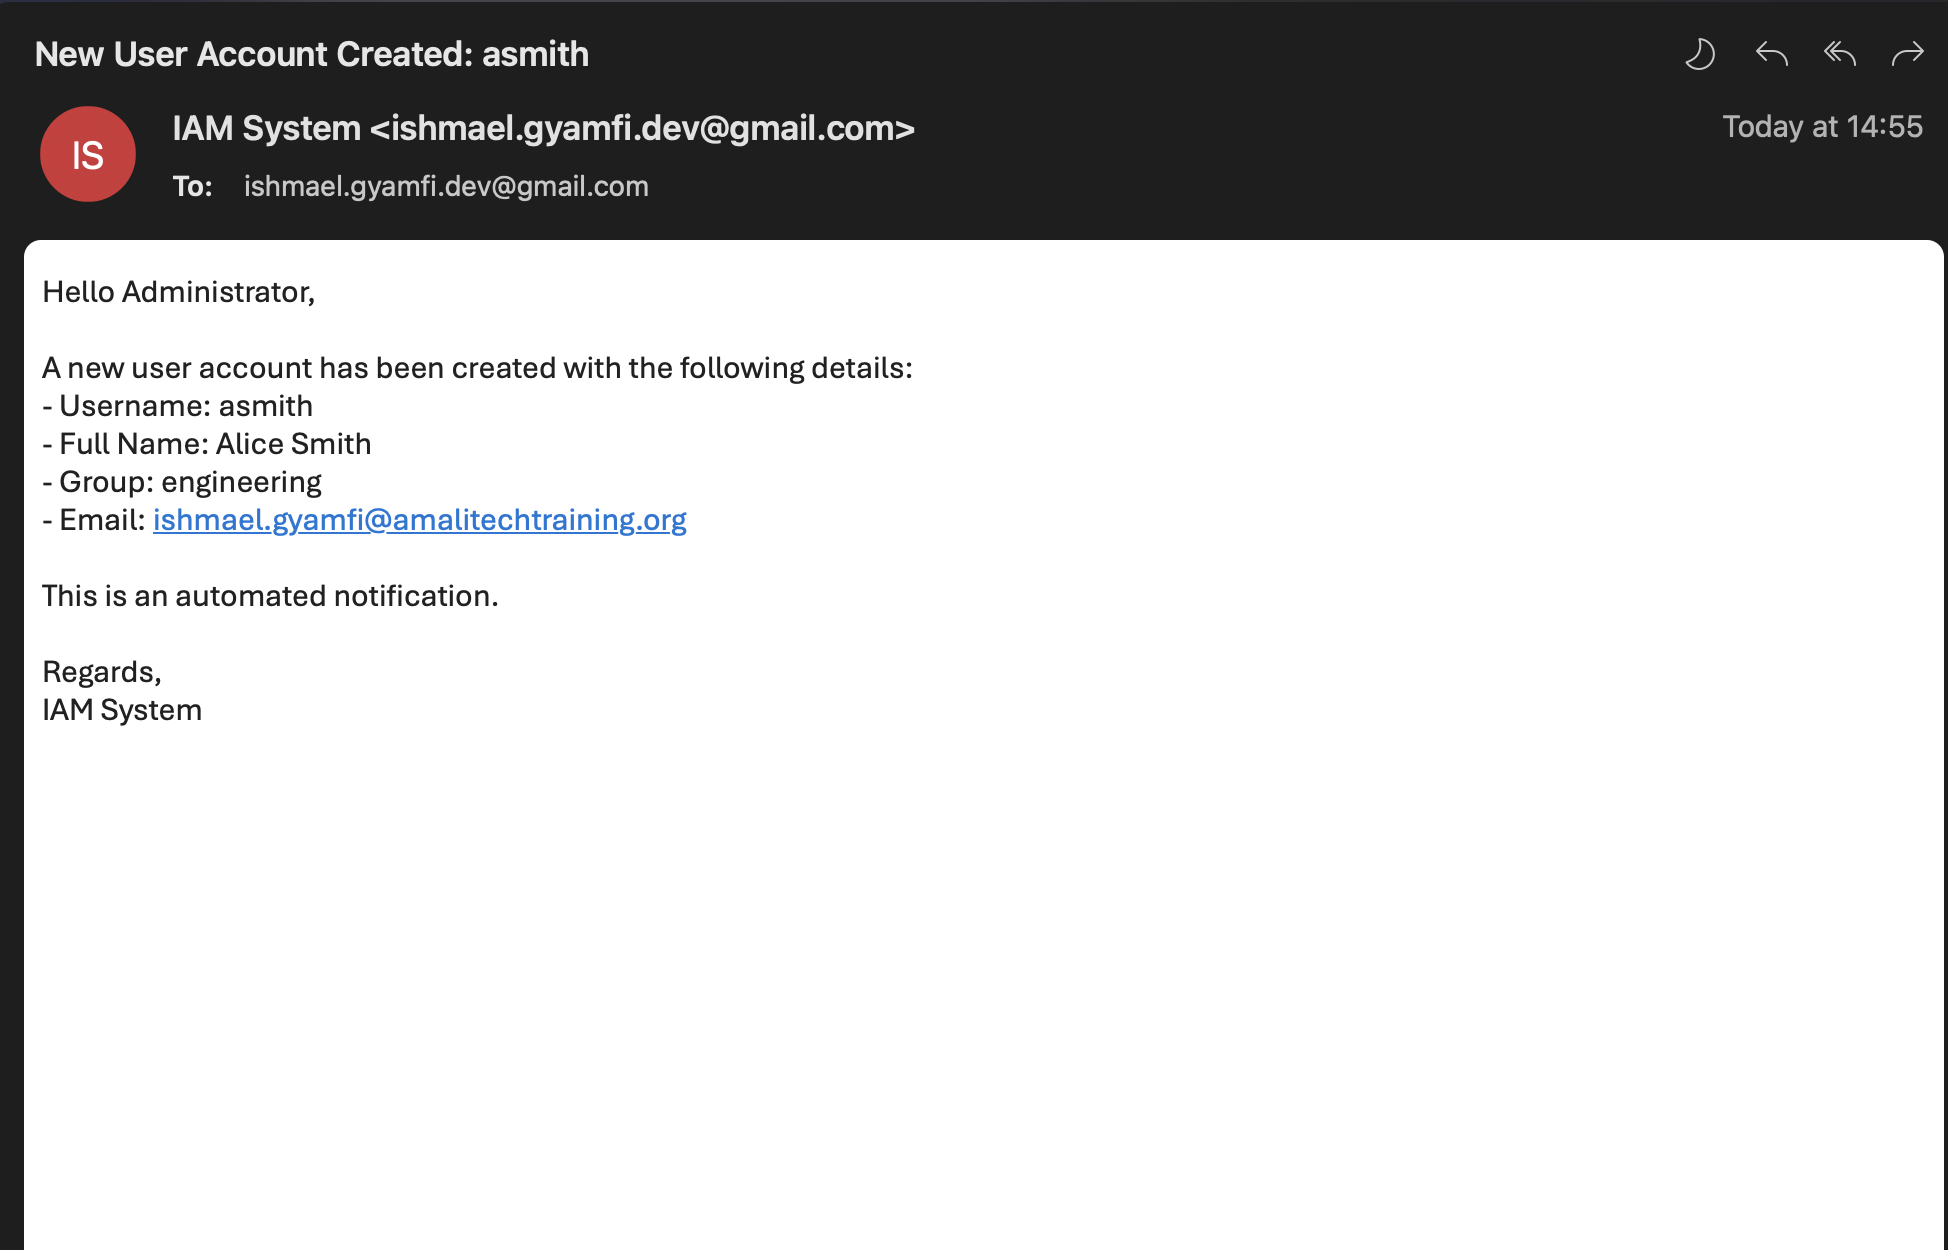 New User Account Created: asmith
IS
IAM System <ishmael.gyamfi.dev@gmail.com>
Today at 14:55
To: ishmael.gyamfi.dev@gmail.com
Hello Administrator,
A new user account has been created with the following details:
- Username: asmith
- Full Name: Alice Smith
- Group: engineering
- Email: ishmael.gyamfi@amalitechtraining.org
This is an automated notification.
Regards,
IAM System